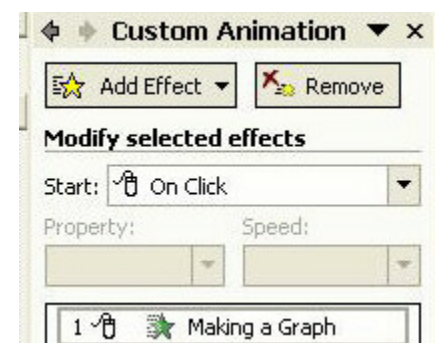 Custom Animation
Add Effect Remove
Modify selected effects
Start: On Click
Property: Speed:
1 Making a Graph